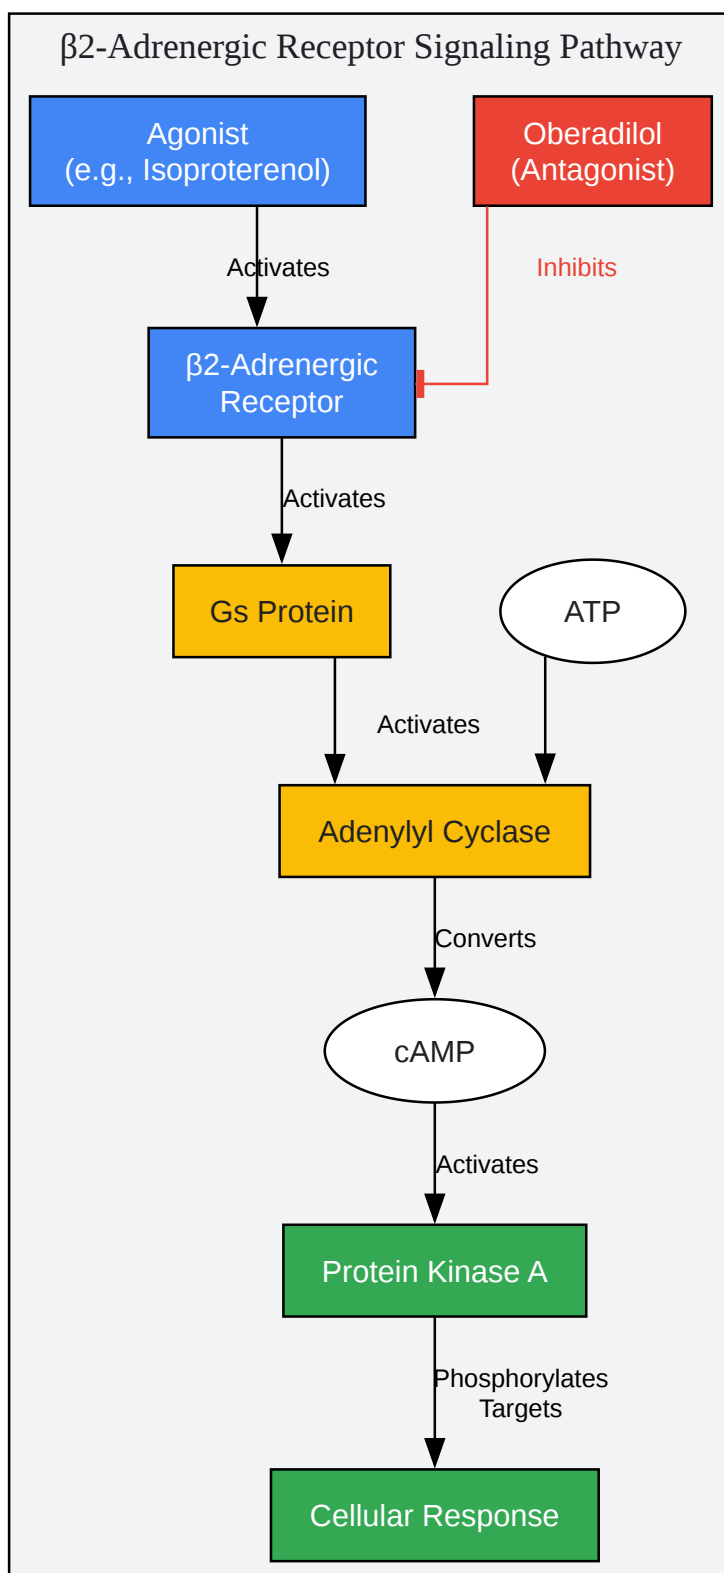 β2-Adrenergic Receptor Signaling Pathway
Agonist
(e.g., Isoproterenol)
Oberadilol
(Antagonist)
Activates
Inhibits
β2-Adrenergic
Receptor
Activates
Gs Protein
ATP
Activates
Adenylyl Cyclase
Converts
cAMP
Activates
Protein Kinase A
Phosphorylates
Targets
Cellular Response